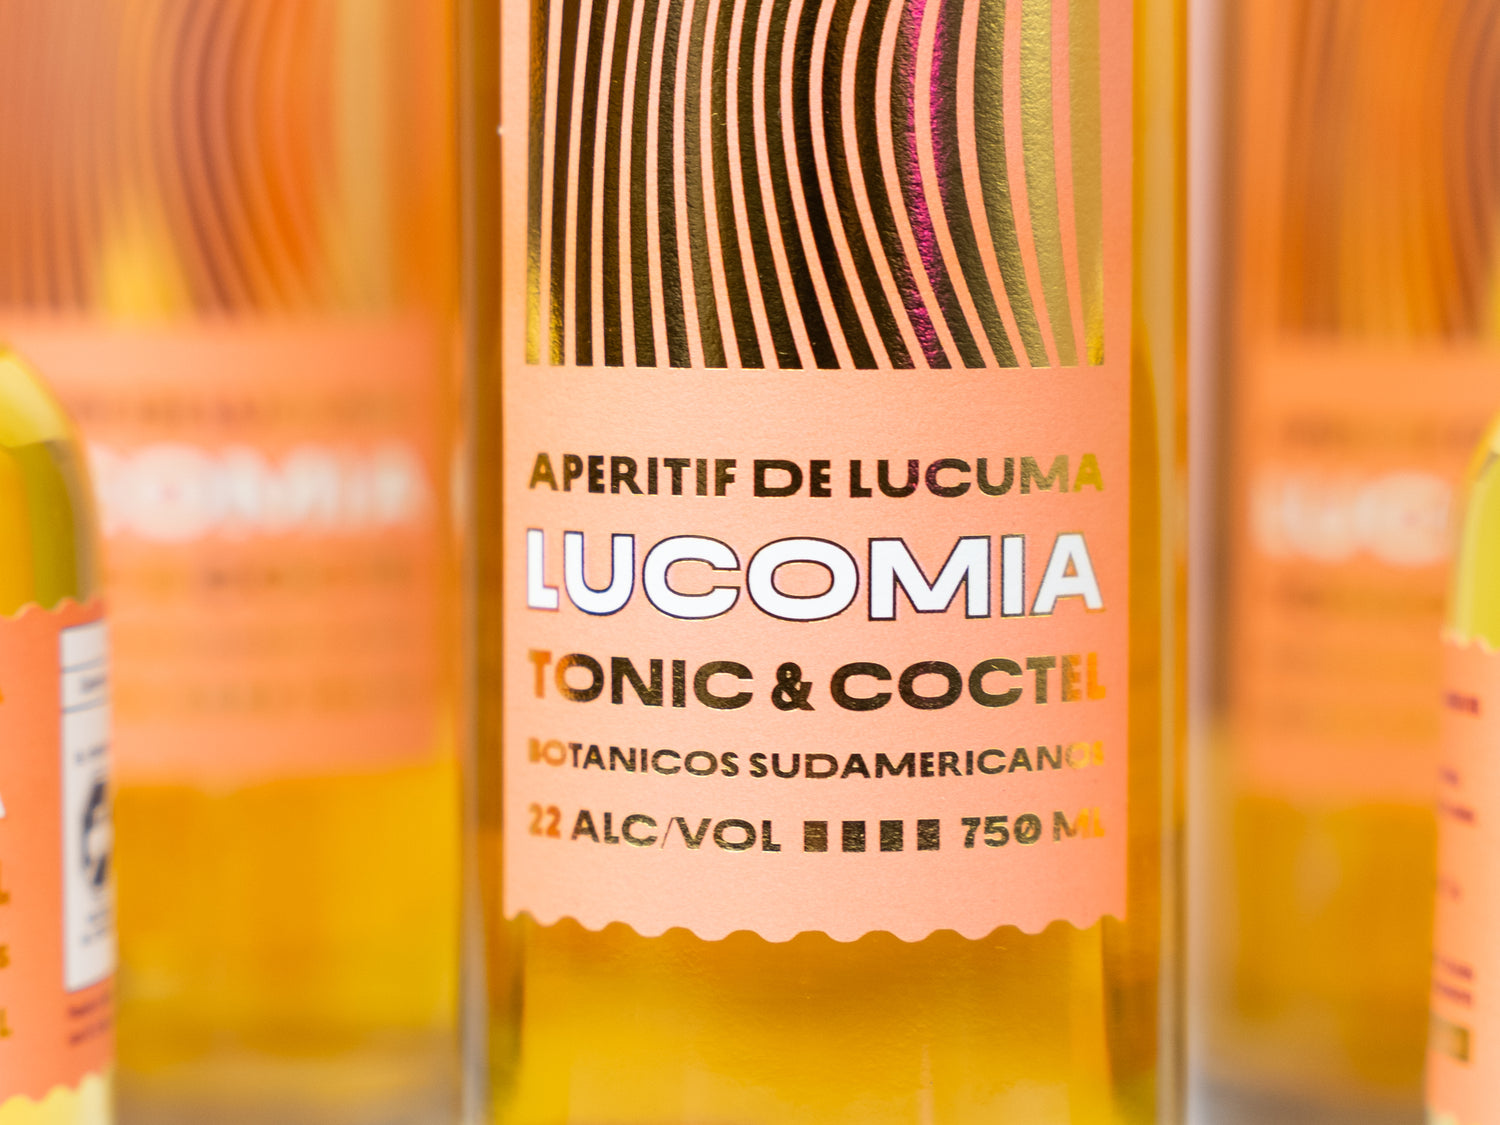 APERITIF DE LUCUMA
LUCOMIA
TONIC & COCTEL
BOTANICOS SUDAMERICANOS
22 ALC/VOL 750 ML